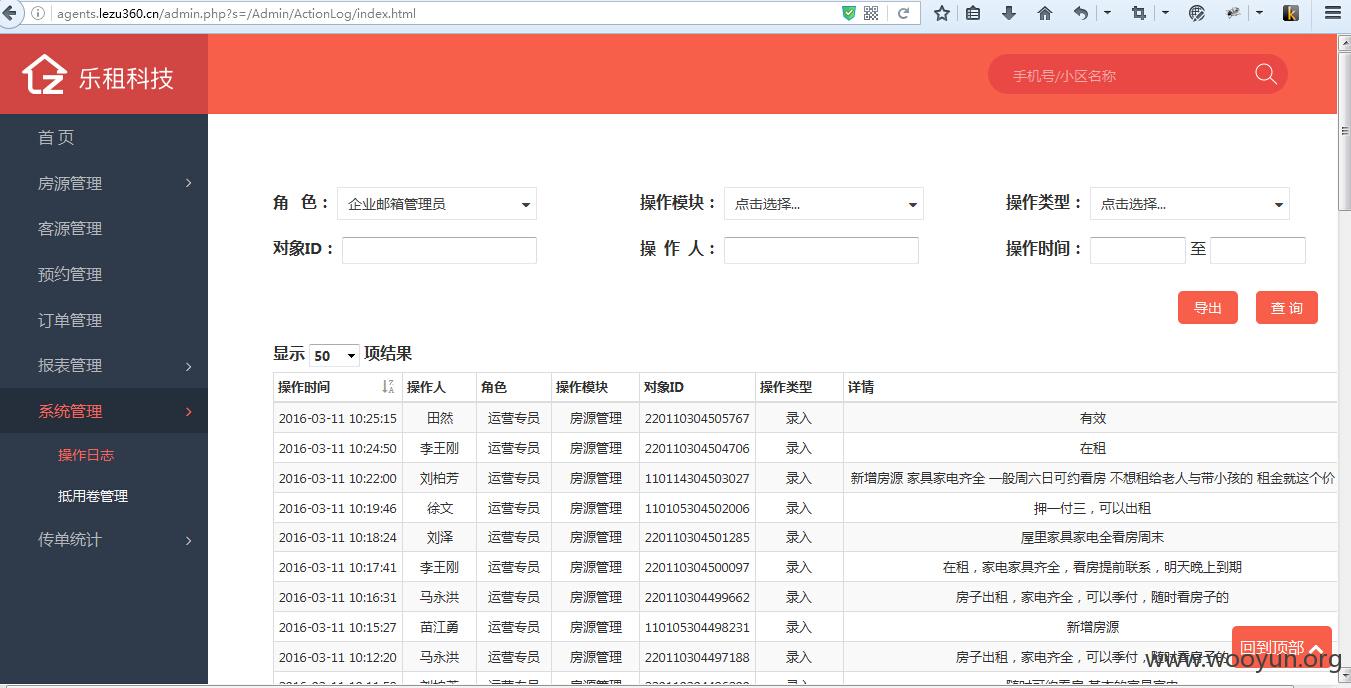 agents.lezu360.cn/admin.php?s=/Admin/ActionLog/index.html
乐租科技
手机号/小区名称
首 页
房源管理
客源管理
预约管理
订单管理
报表管理
系统管理
操作日志
抵用卷管理
传单统计
角 色： 企业邮箱管理员 操作模块： 点击选择... 操作类型： 点击选择...
对象ID： 操 作 人： 操作时间： 至
导出 查 询
显示 50 项结果
操作时间 操作人 角色 操作模块 对象ID 操作类型 详情
2016-03-11 10:25:15 田然 运营专员 房源管理 220110304505767 录入 有效
2016-03-11 10:24:50 李王刚 运营专员 房源管理 220110304504706 录入 在租
2016-03-11 10:22:00 刘柏芳 运营专员 房源管理 110114304503027 录入 新增房源 家具家电齐全 一般周六日可约看房 不想租给老人与带小孩的 租金就这个价
2016-03-11 10:19:46 徐文 运营专员 房源管理 110105304502006 录入 押一付三，可以出租
2016-03-11 10:18:24 刘泽 运营专员 房源管理 220110304501285 录入 屋里家具家电全看房周末
2016-03-11 10:17:41 李王刚 运营专员 房源管理 220110304500097 录入 在租，家电家具齐全，看房提前联系，明天晚上到期
2016-03-11 10:16:31 马永洪 运营专员 房源管理 220110304499662 录入 房子出租，家电齐全，可以季付，随时看房子的
2016-03-11 10:15:27 苗江勇 运营专员 房源管理 110105304498231 录入 新增房源
2016-03-11 10:12:20 马永洪 运营专员 房源管理 220110304497188 录入 房子出租，家电齐全，可以季付，随时看房子的
回到顶部
www.wooyun.org